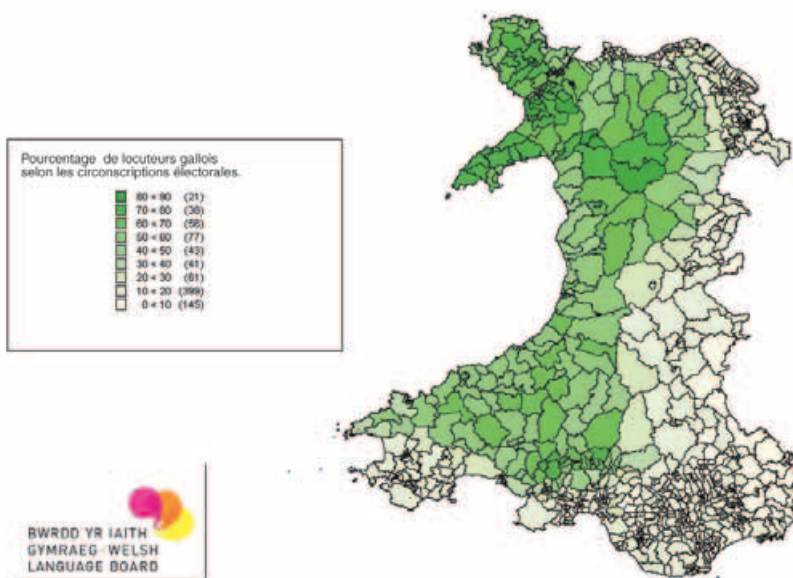 Pourcentage de locuteurs gallois
selon les circonscriptions électorales.
80 < 90 (21)
70 < 80 (38)
60 < 70 (56)
50 < 60 (77)
40 < 50 (43)
30 < 40 (41)
20 < 30 (61)
10 < 20 (399)
0 < 10 (145)
BWRDD YR IAITH
GYMRAEG · WELSH
LANGUAGE BOARD